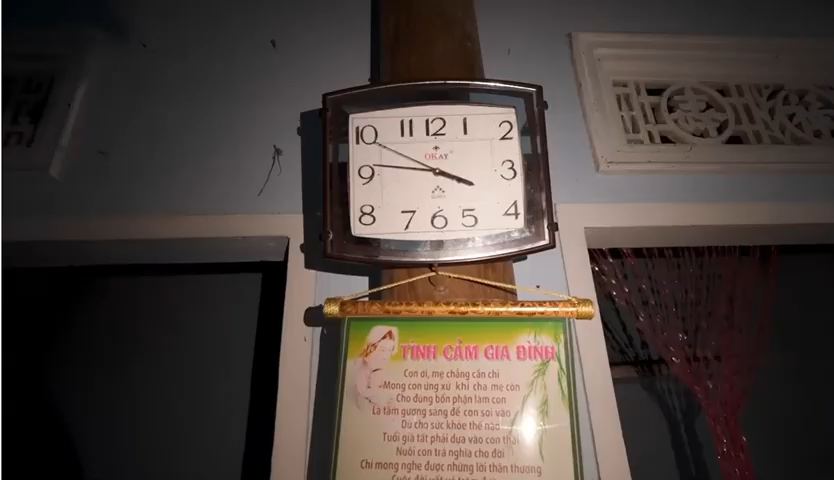 10 11 12 1 2
OKAY
9 3
8 7 6 5 4
TÌNH CẢM GIA ĐÌNH
Con ơi, mẹ chẳng cần chi
Mong con ứng xử khi cha mẹ còn
Cho đúng bổn phận làm con
Là tấm gương sáng để con soi vào
Dù cho sức khỏe thế nào
Tuổi già tất phải dựa vào con thôi
Nuôi con trả nghĩa cho đời
Chỉ mong nghe được những lời thân thương